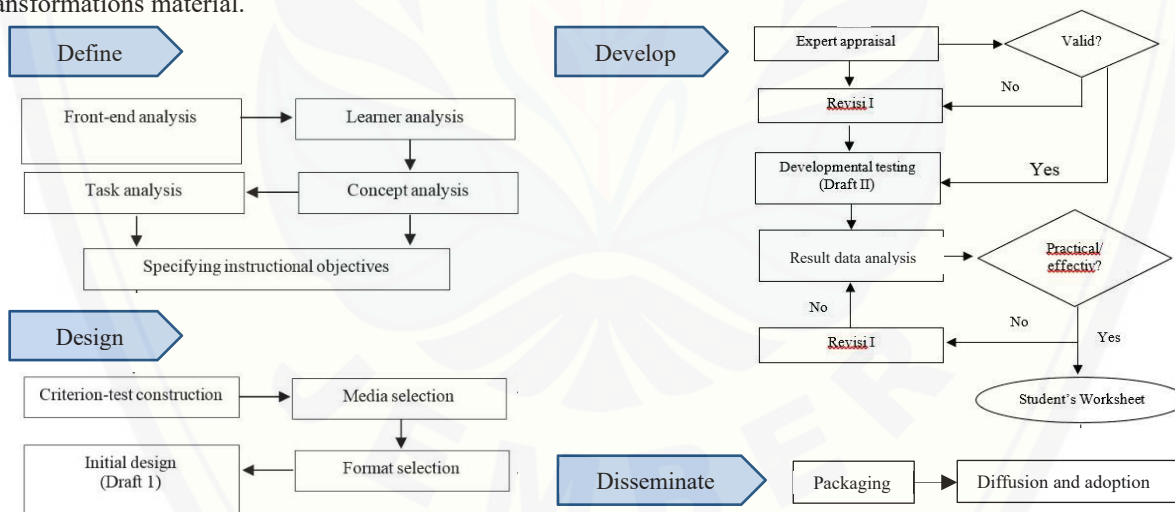 ansformations material.
Define
Front-end analysis
Learner analysis
Task analysis
Concept analysis
Specifying instructional objectives
Design
Criterion-test construction
Media selection
Initial design
(Draft 1)
Format selection
Develop
Expert appraisal
Valid?
No
Revisi I
Developmental testing
(Draft II)
Yes
Result data analysis
Practical/
effectiv?
No
No
Yes
Revisi I
Student’s Worksheet
Disseminate
Packaging
Diffusion and adoption